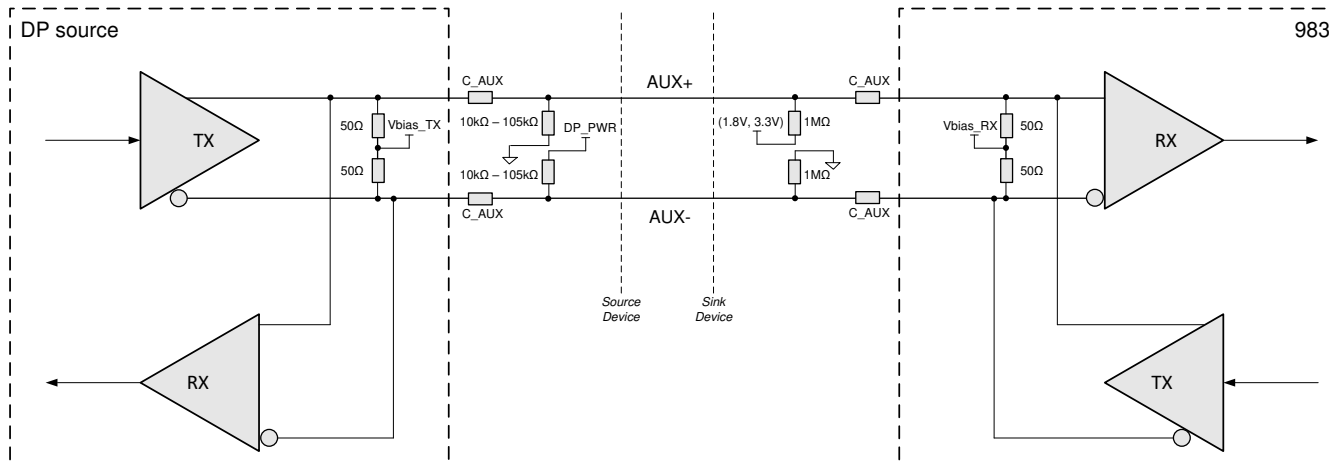 DP source
983
C_AUX
AUX+
C_AUX
50Ω
Vbias_TX
10kΩ – 105kΩ
DP_PWR
(1.8V, 3.3V)
1MΩ
Vbias_RX
50Ω
TX
RX
50Ω
10kΩ – 105kΩ
1MΩ
50Ω
C_AUX
AUX-
C_AUX
Source
Device
Sink
Device
RX
TX